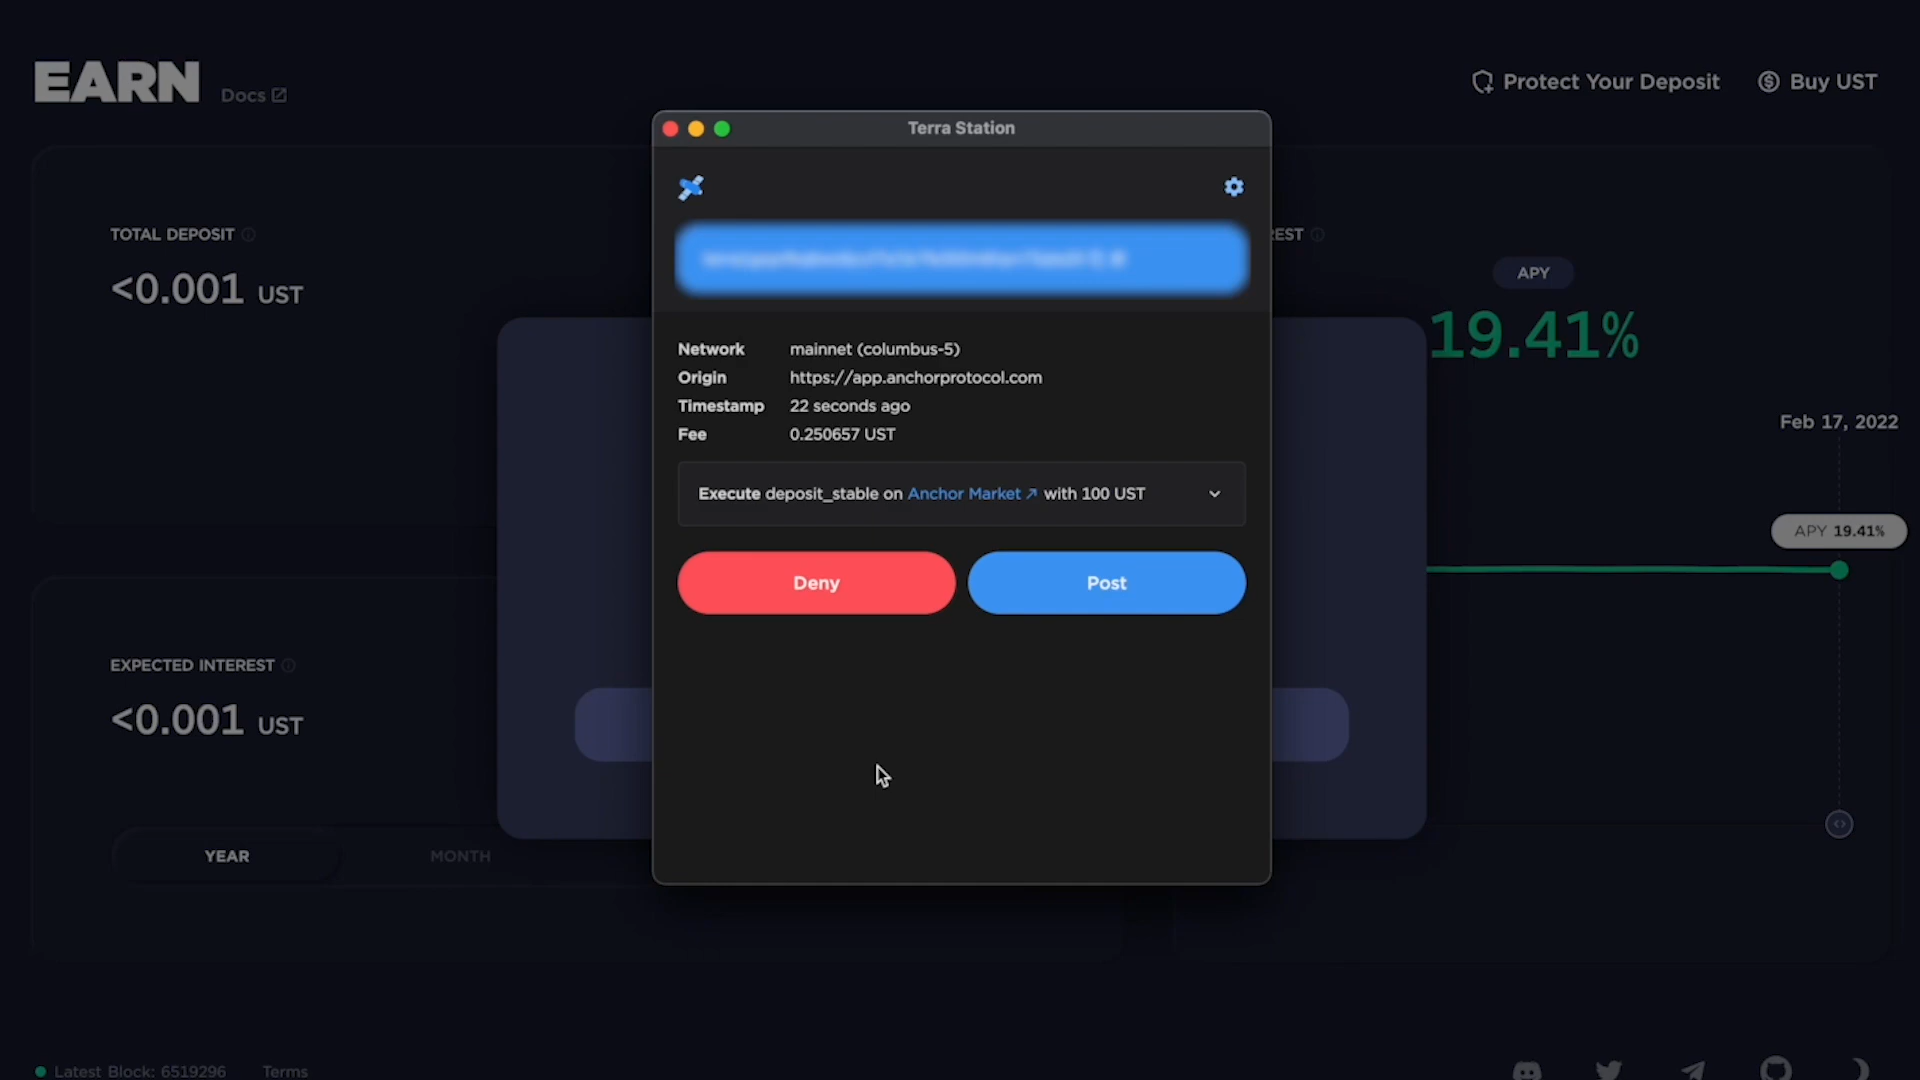 EARN
Docs
Protect Your Deposit
Buy UST
Terra Station
TOTAL DEPOSIT
<0.001 UST
EST
APY
19.41%
Network mainnet (columbus-5)
Origin https://app.anchorprotocol.com
Timestamp 22 seconds ago
Fee 0.250657 UST
Feb 17, 2022
Execute deposit_stable on Anchor Market ↗ with 100 UST
APY 19.41%
Deny
Post
EXPECTED INTEREST
<0.001 UST
YEAR
MONTH
Latest Block: 6519296
Terms